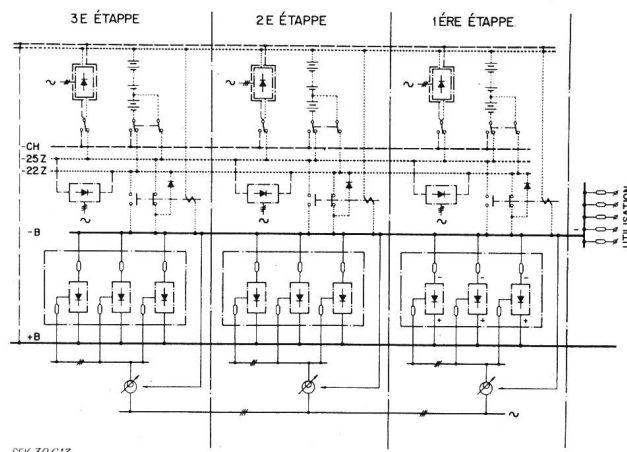 3E ÉTAPPE
2E ÉTAPPE
1ÉRE ÉTAPPE
-CH
-25Z
-22Z
-B
+B
- - -
+ + +
-
UTILISATION